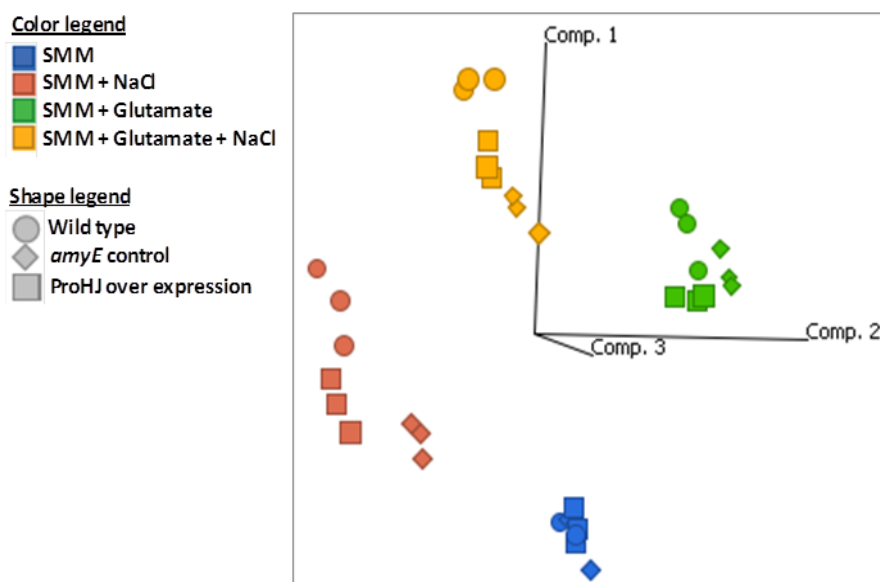 Color legend
SMM
SMM + NaCl
SMM + Glutamate
SMM + Glutamate + NaCl
Shape legend
Wild type
amyE control
ProHJ over expression
Comp. 1
Comp. 2
Comp. 3